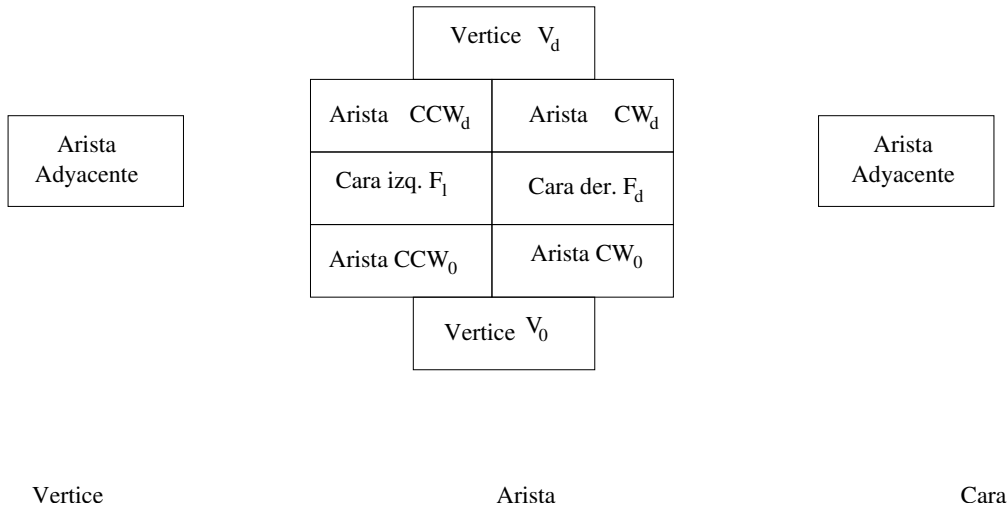 Vertice V_d
Arista CCW_d
Arista CW_d
Arista
Adyacente
Cara izq. F_l
Cara der. F_d
Arista
Adyacente
Arista CCW_0
Arista CW_0
Vertice V_0
Vertice
Arista
Cara